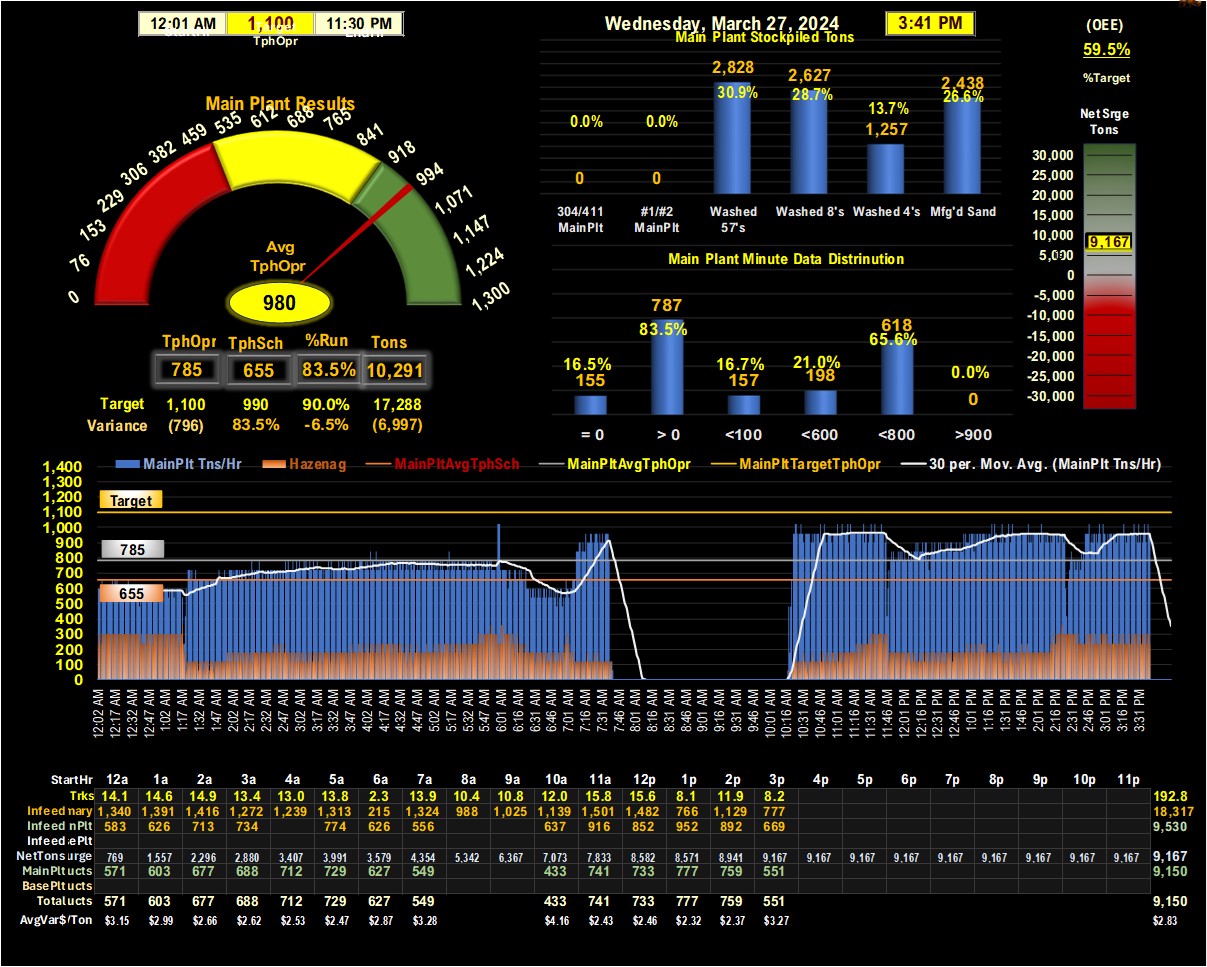 12:01 AM 1,100 11:30 PM
TphOpr
Wednesday, March 27, 2024 3:41 PM
(OEE)
59.5%
%Target
Main Plant Results
0 76 153 229 306 382 459 535 612 688 765 841 918 994 1,071 1,147 1,224 1,300
Avg
TphOpr
980
TphOpr TphSch %Run Tons
785 655 83.5% 10,291
Target 1,100 990 90.0% 17,288
Variance (796) 83.5% -6.5% (6,997)
Main Plant Stockpiled Tons
0.0% 0.0% 30.9% 28.7% 13.7% 26.6%
0 0 2,828 2,627 1,257 2,438
304/411 MainPlt
#1/#2 MainPlt
Washed 57's
Washed 8's
Washed 4's
Mfg'd Sand
Main Plant Minute Data Distrinution
16.5% 83.5% 16.7% 21.0% 65.6% 0.0%
155 787 157 198 618 0
= 0 > 0 <100 <600 <800 >900
Net Srge
Tons
30,000
25,000
20,000
15,000
10,000
9,167
5,000
0
-5,000
-10,000
-15,000
-20,000
-25,000
-30,000
MainPlt Tns/Hr Hazenag MainPltAvgTphSch MainPltAvgTphOpr MainPltTargetTphOpr 30 per. Mov. Avg. (MainPlt Tns/Hr)
1,400
1,300
1,200
1,100
1,000
900
800
700
600
500
400
300
200
100
0
Target
785
655
12:02 AM 12:17 AM 12:32 AM 12:47 AM 1:02 AM 1:17 AM 1:32 AM 1:47 AM 2:02 AM 2:17 AM 2:32 AM 2:47 AM 3:02 AM 3:17 AM 3:32 AM 3:47 AM 4:02 AM 4:17 AM 4:32 AM 4:47 AM 5:02 AM 5:17 AM 5:32 AM 5:47 AM 6:01 AM 6:16 AM 6:31 AM 6:46 AM 7:01 AM 7:16 AM 7:31 AM 7:46 AM 8:01 AM 8:16 AM 8:31 AM 8:46 AM 9:01 AM 9:16 AM 9:31 AM 9:46 AM 10:01 AM 10:16 AM 10:31 AM 10:46 AM 11:01 AM 11:16 AM 11:31 AM 11:46 AM 12:01 PM 12:16 PM 12:31 PM 12:46 PM 1:01 PM 1:16 PM 1:31 PM 1:46 PM 2:01 PM 2:16 PM 2:31 PM 2:46 PM 3:01 PM 3:16 PM 3:31 PM
StartHr 12a 1a 2a 3a 4a 5a 6a 7a 8a 9a 10a 11a 12p 1p 2p 3p 4p 5p 6p 7p 8p 9p 10p 11p
Trks 14.1 14.6 14.9 13.4 13.0 13.8 2.3 13.9 10.4 10.8 12.0 15.8 15.6 8.1 11.9 8.2 192.8
Infeed nary 1,340 1,391 1,416 1,272 1,239 1,313 215 1,324 988 1,025 1,139 1,501 1,482 766 1,129 777 18,317
Infeed nPlt 583 626 713 734 774 626 556 637 916 852 952 892 669 9,530
Infeed ePlt
NetTons urge 769 1,557 2,296 2,880 3,407 3,991 3,579 4,354 5,342 6,367 7,073 7,833 8,582 8,571 8,941 9,167 9,167 9,167 9,167 9,167 9,167 9,167 9,167 9,167 9,167
MainPlt ucts 571 603 677 688 712 729 627 549 433 741 733 777 759 551 9,150
BasePlt ucts
Total ucts 571 603 677 688 712 729 627 549 433 741 733 777 759 551 9,150
AvgVar$/Ton $3.15 $2.99 $2.66 $2.62 $2.53 $2.47 $2.87 $3.28 $4.16 $2.43 $2.46 $2.32 $2.37 $3.27 $2.83